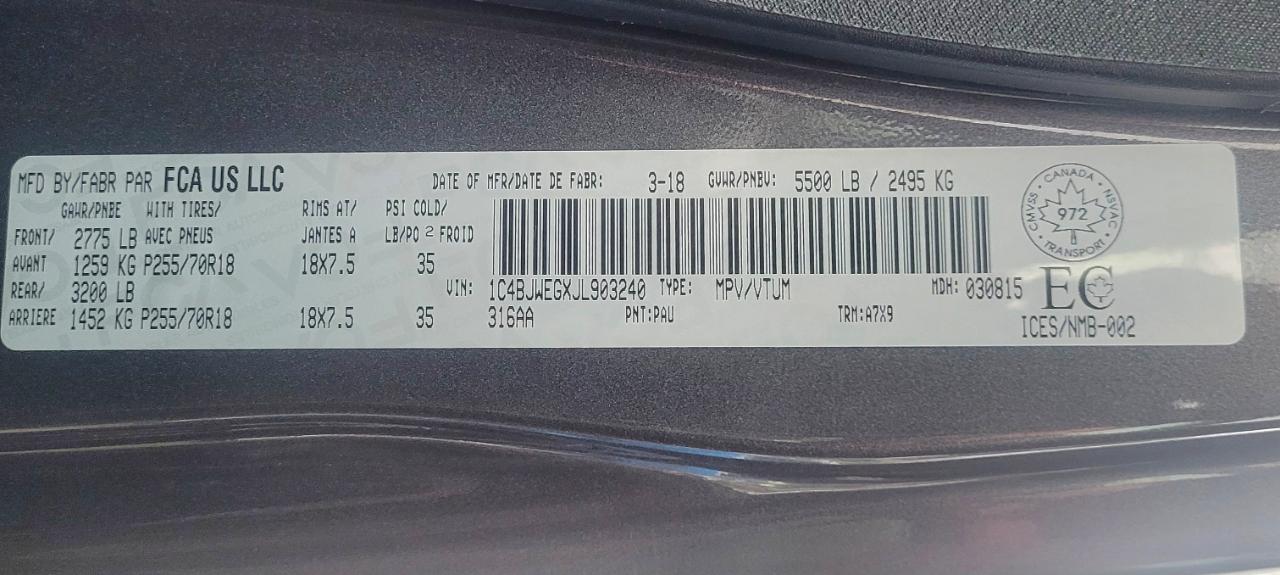 MFD BY/FABR PAR FCA US LLC DATE OF MFR/DATE DE FABR: 3-18 GVWR/PNBV: 5500 LB / 2495 KG
GAWR/PNBE WITH TIRES/ RIMS AT/ PSI COLD/
FRONT/ 2775 LB AVEC PNEUS JANTES A LB/PO 2 FROID
AVANT 1259 KG P255/70R18 18X7.5 35
REAR/ 3200 LB VIN: 1C4BJWEGXJL903240 TYPE: MPV/VTUM MDH: 030815
ARRIERE 1452 KG P255/70R18 18X7.5 35 316AA PNT:PAU TRM:A7X9
CMVSS • CANADA • NSVAC • TRANSPORT •
972
EC
ICES/NMB-002